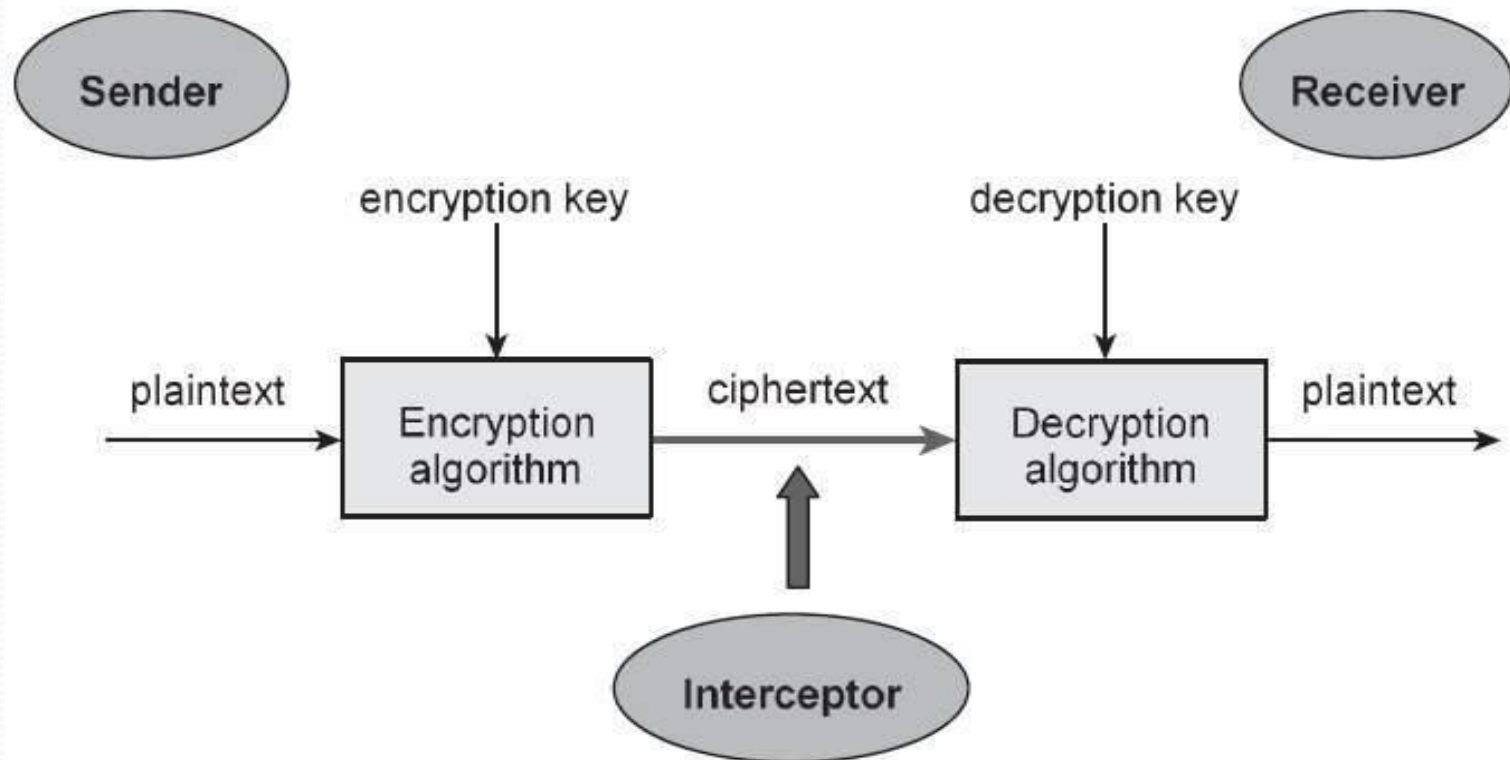 Sender
Receiver
encryption key
decryption key
plaintext
Encryption
algorithm
ciphertext
Decryption
algorithm
plaintext
Interceptor